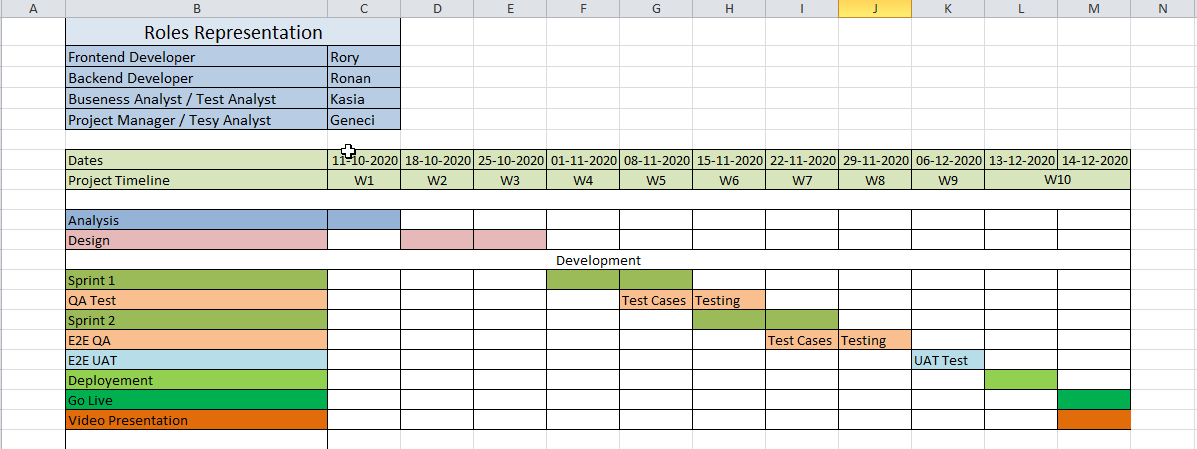 A B C D E F G H I J K L M N
Roles Representation
Frontend Developer Rory
Backend Developer Ronan
Buseness Analyst / Test Analyst Kasia
Project Manager / Tesy Analyst Geneci
Dates 11-10-2020 18-10-2020 25-10-2020 01-11-2020 08-11-2020 15-11-2020 22-11-2020 29-11-2020 06-12-2020 13-12-2020 14-12-2020
Project Timeline W1 W2 W3 W4 W5 W6 W7 W8 W9 W10
Analysis
Design
Development
Sprint 1
QA Test Test Cases Testing
Sprint 2
E2E QA Test Cases Testing
E2E UAT UAT Test
Deployement
Go Live
Video Presentation